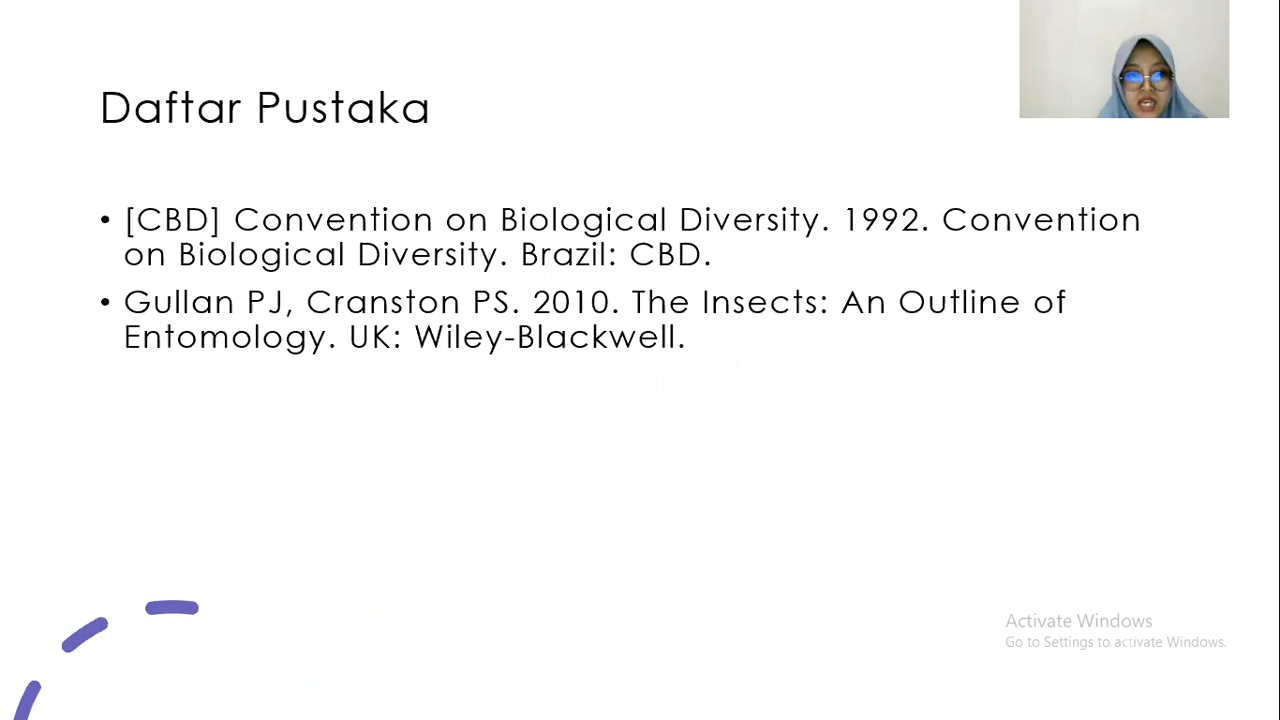 Daftar Pustaka
• [CBD] Convention on Biological Diversity. 1992. Convention
on Biological Diversity. Brazil: CBD.
• Gullan PJ, Cranston PS. 2010. The Insects: An Outline of
Entomology. UK: Wiley-Blackwell.
Activate Windows
Go to Settings to activate Windows.